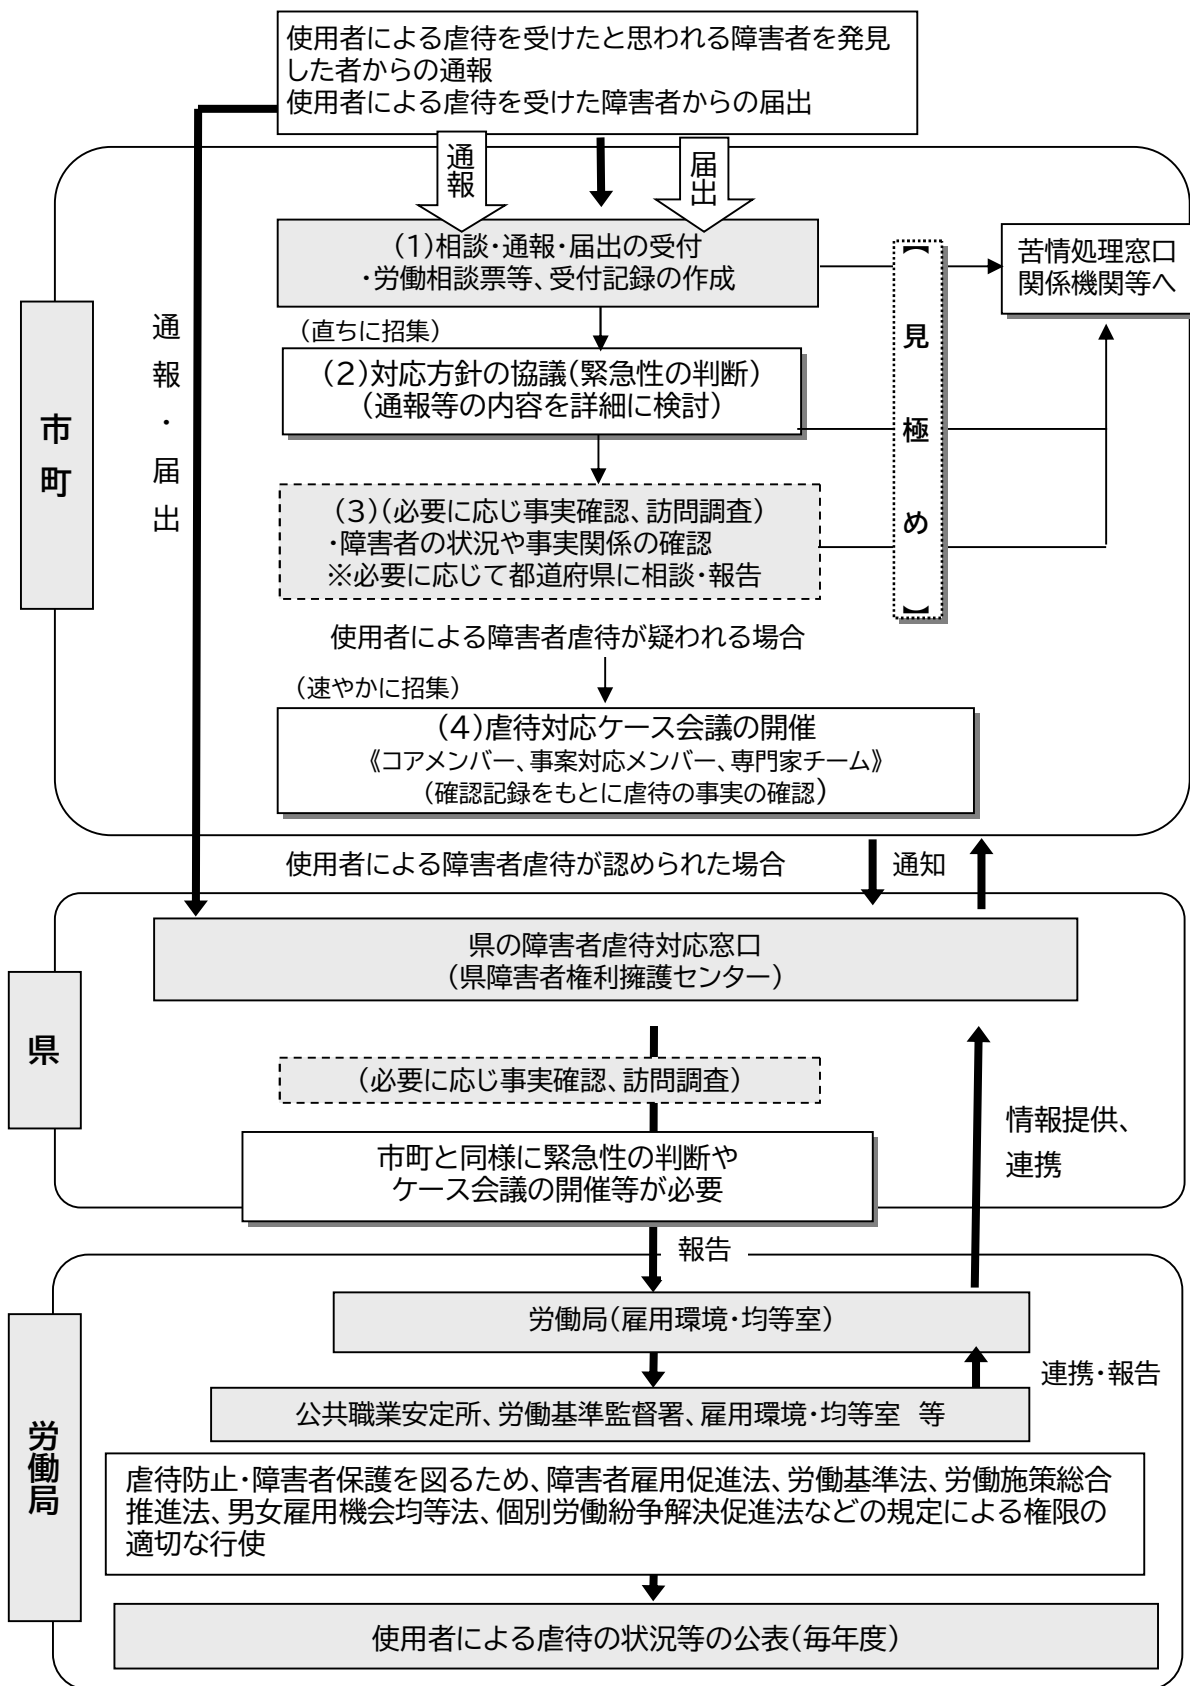 使用者による虐待を受けたと思われる障害者を発見
した者からの通報
使用者による虐待を受けた障害者からの届出
通報
届出
(1)相談・通報・届出の受付
・労働相談票等、受付記録の作成
苦情処理窓口
関係機関等へ
【見極め】
通報・届出
市町
(直ちに招集)
(2)対応方針の協議(緊急性の判断)
(通報等の内容を詳細に検討)
(3)(必要に応じ事実確認、訪問調査)
・障害者の状況や事実関係の確認
※必要に応じて都道府県に相談・報告
使用者による障害者虐待が疑われる場合
(速やかに招集)
(4)虐待対応ケース会議の開催
《コアメンバー、事案対応メンバー、専門家チーム》
(確認記録をもとに虐待の事実の確認)
使用者による障害者虐待が認められた場合
通知
県
県の障害者虐待対応窓口
(県障害者権利擁護センター)
(必要に応じ事実確認、訪問調査)
市町と同様に緊急性の判断や
ケース会議の開催等が必要
情報提供、
連携
報告
労働局
労働局(雇用環境・均等室)
連携・報告
公共職業安定所、労働基準監督署、雇用環境・均等室 等
虐待防止・障害者保護を図るため、障害者雇用促進法、労働基準法、労働施策総合
推進法、男女雇用機会均等法、個別労働紛争解決促進法などの規定による権限の
適切な行使
使用者による虐待の状況等の公表(毎年度)